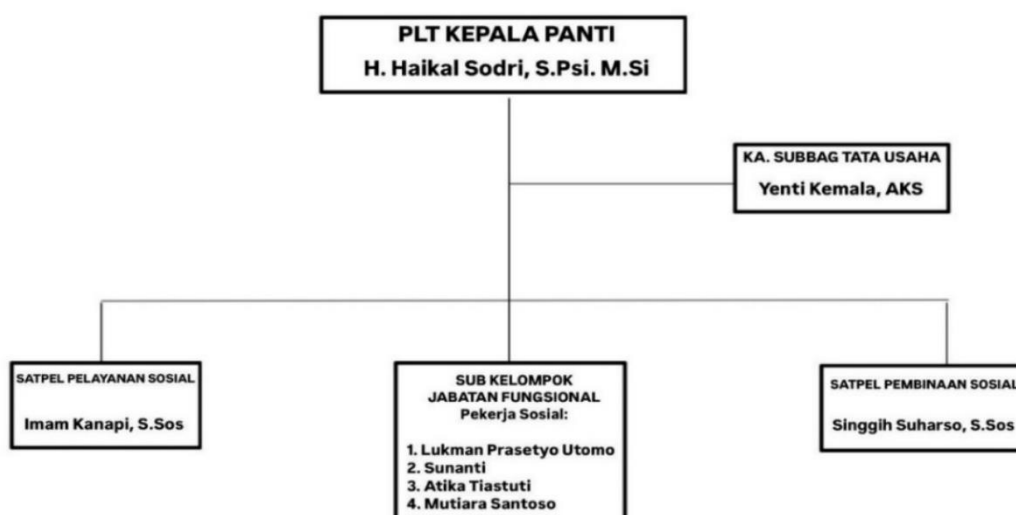 PLT KEPALA PANTI
H. Haikal Sodri, S.Psi. M.Si
KA. SUBBAG TATA USAHA
Yenti Kemala, AKS
SATPEL PELAYANAN SOSIAL
Imam Kanapi, S.Sos
SUB KELOMPOK
JABATAN FUNGSIONAL
Pekerja Sosial:
1. Lukman Prasetyo Utomo
2. Sunanti
3. Atika Tiastuti
4. Mutiara Santoso
SATPEL PEMBINAAN SOSIAL
Singgih Suharso, S.Sos